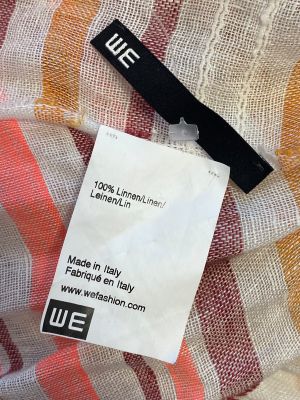 WE
100% Linnen/Linen/
Leinen/Lin
Made in Italy
Fabriqué en Italy
www.wefashion.com
WE